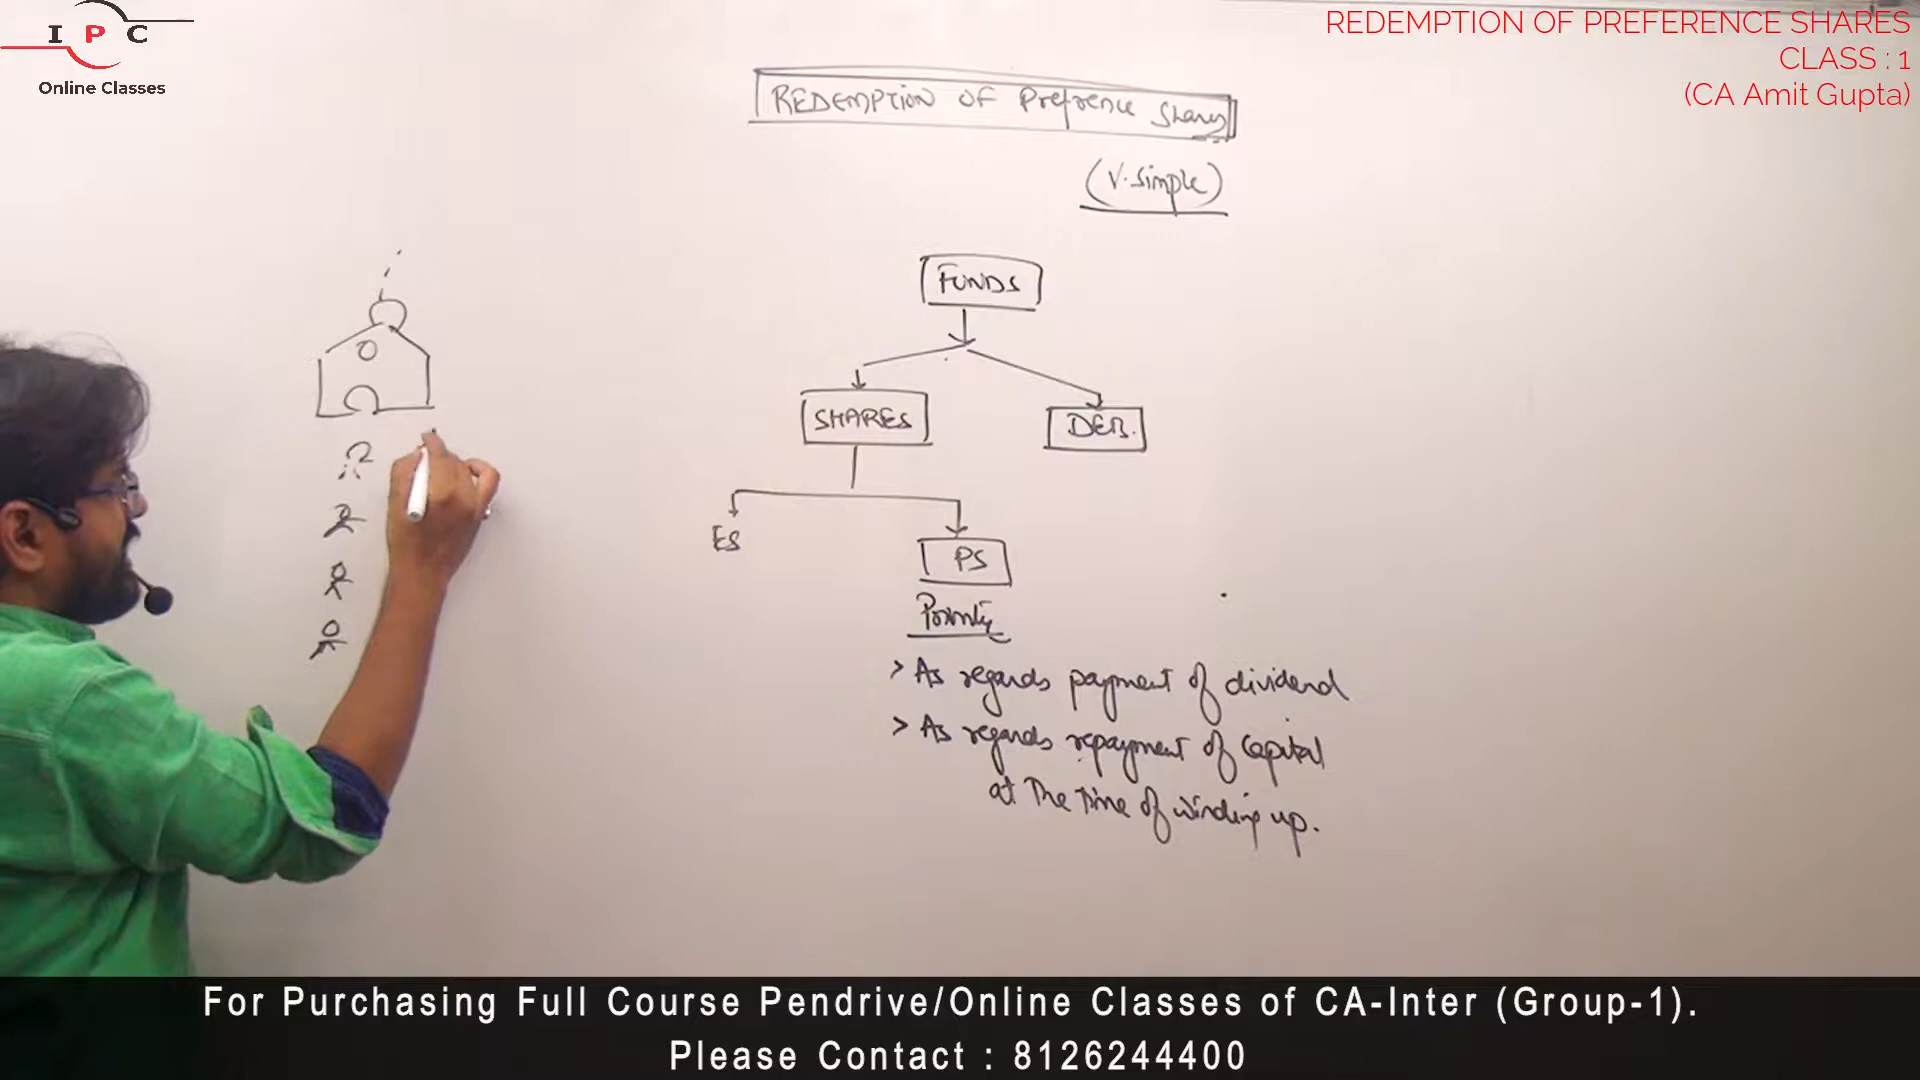 I P C
Online Classes
REDEMPTION OF PREFERENCE SHARES
CLASS : 1
(CA Amit Gupta)
REDEMPTION OF Prefrence Shares
(V. Simple)
FUNDS
SHARES
DEB.
ES
PS
> As regards payment of dividend
> As regards repayment of Capital
at The Time of winding up.
For Purchasing Full Course Pendrive/Online Classes of CA-Inter (Group-1).
Please Contact : 8126244400